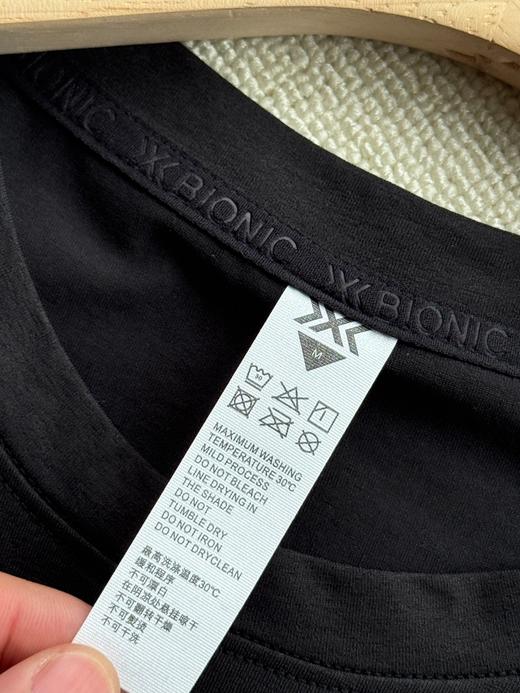 BIONIC
BIONIC
BIONIC
M
30
MAXIMUM WASHING
TEMPERATURE 30℃
MILD PROCESS
DO NOT BLEACH
LINE DRYING IN
THE SHADE
DO NOT
TUMBLE DRY
DO NOT IRON
DO NOT DRYCLEAN
最高洗涤温度30℃
缓和程序
不可漂白
在阴凉处悬挂晾干
不可翻转干燥
不可熨烫
不可干洗